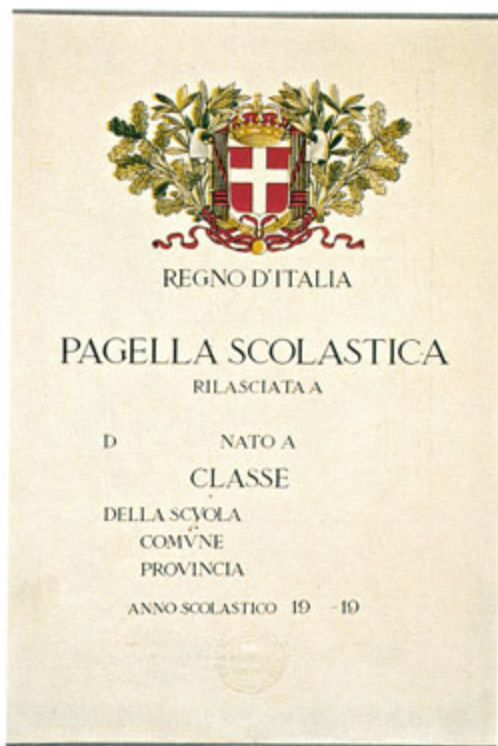 REGNO D'ITALIA
PAGELLA SCOLASTICA
RILASCIATA A
D NATO A
CLASSE
DELLA SCVOLA
COMVNE
PROVINCIA
ANNO SCOLASTICO 19 -19